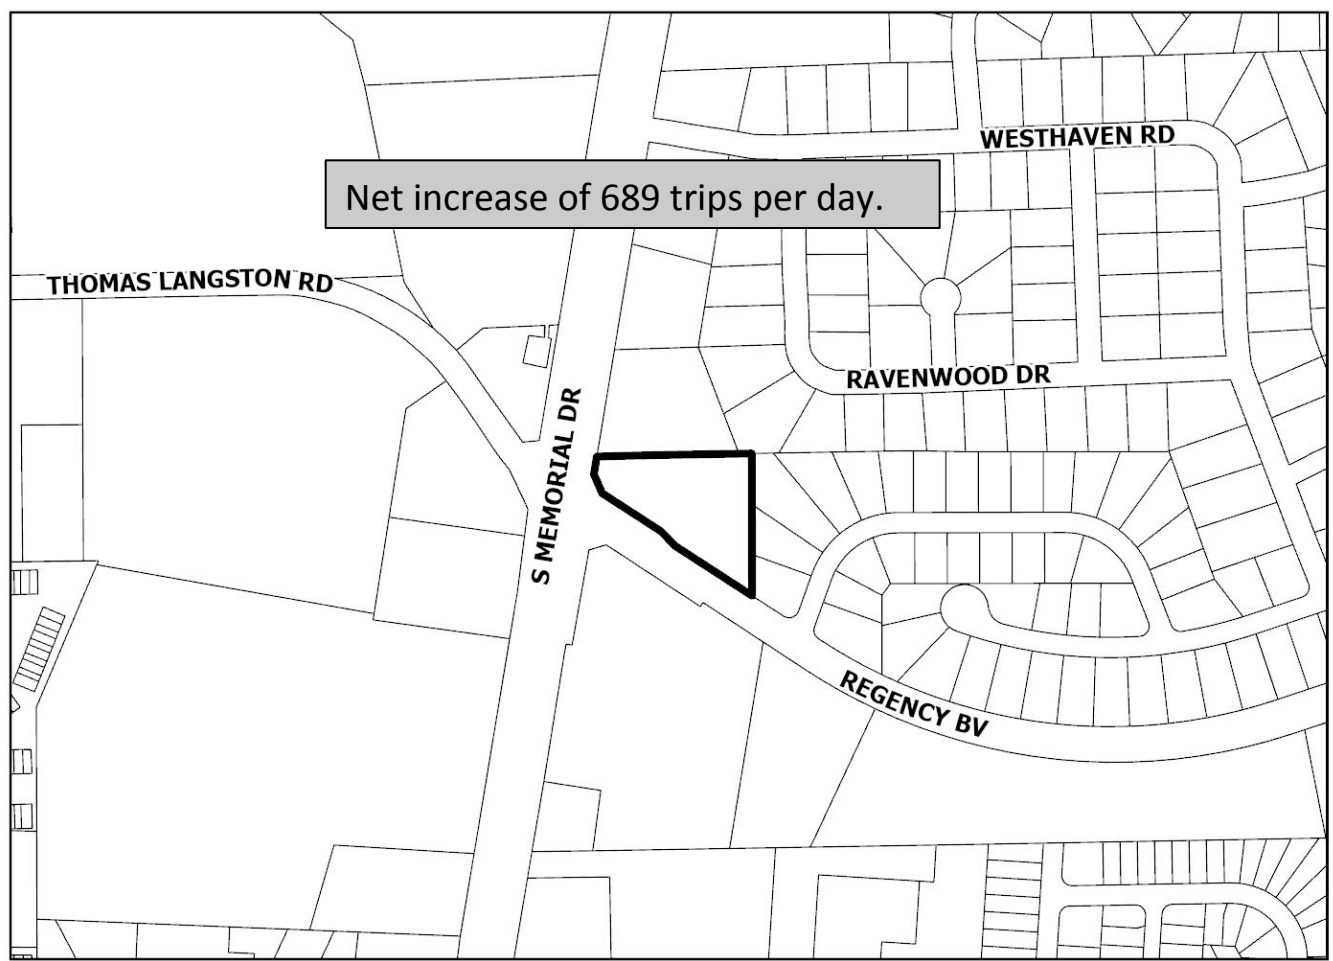 WESTHAVEN RD
Net increase of 689 trips per day.
THOMAS LANGSTON RD
RAVENWOOD DR
S MEMORIAL DR
REGENCY BV